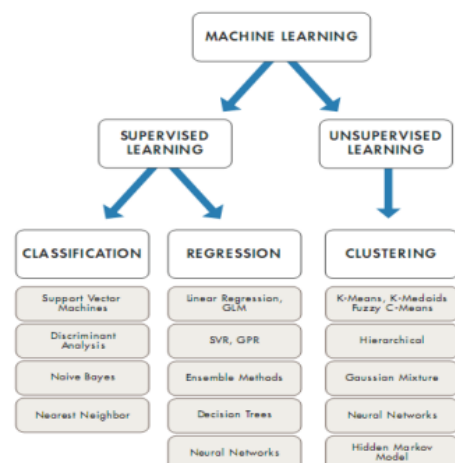 MACHINE LEARNING
SUPERVISED
LEARNING
UNSUPERVISED
LEARNING
CLASSIFICATION
Support Vector
Machines
Discriminant
Analysis
Naive Bayes
Nearest Neighbor
REGRESSION
Linear Regression,
GLM
SVR, GPR
Ensemble Methods
Decision Trees
Neural Networks
CLUSTERING
K-Means, K-Medoids
Fuzzy C-Means
Hierarchical
Gaussian Mixture
Neural Networks
Hidden Markov
Model